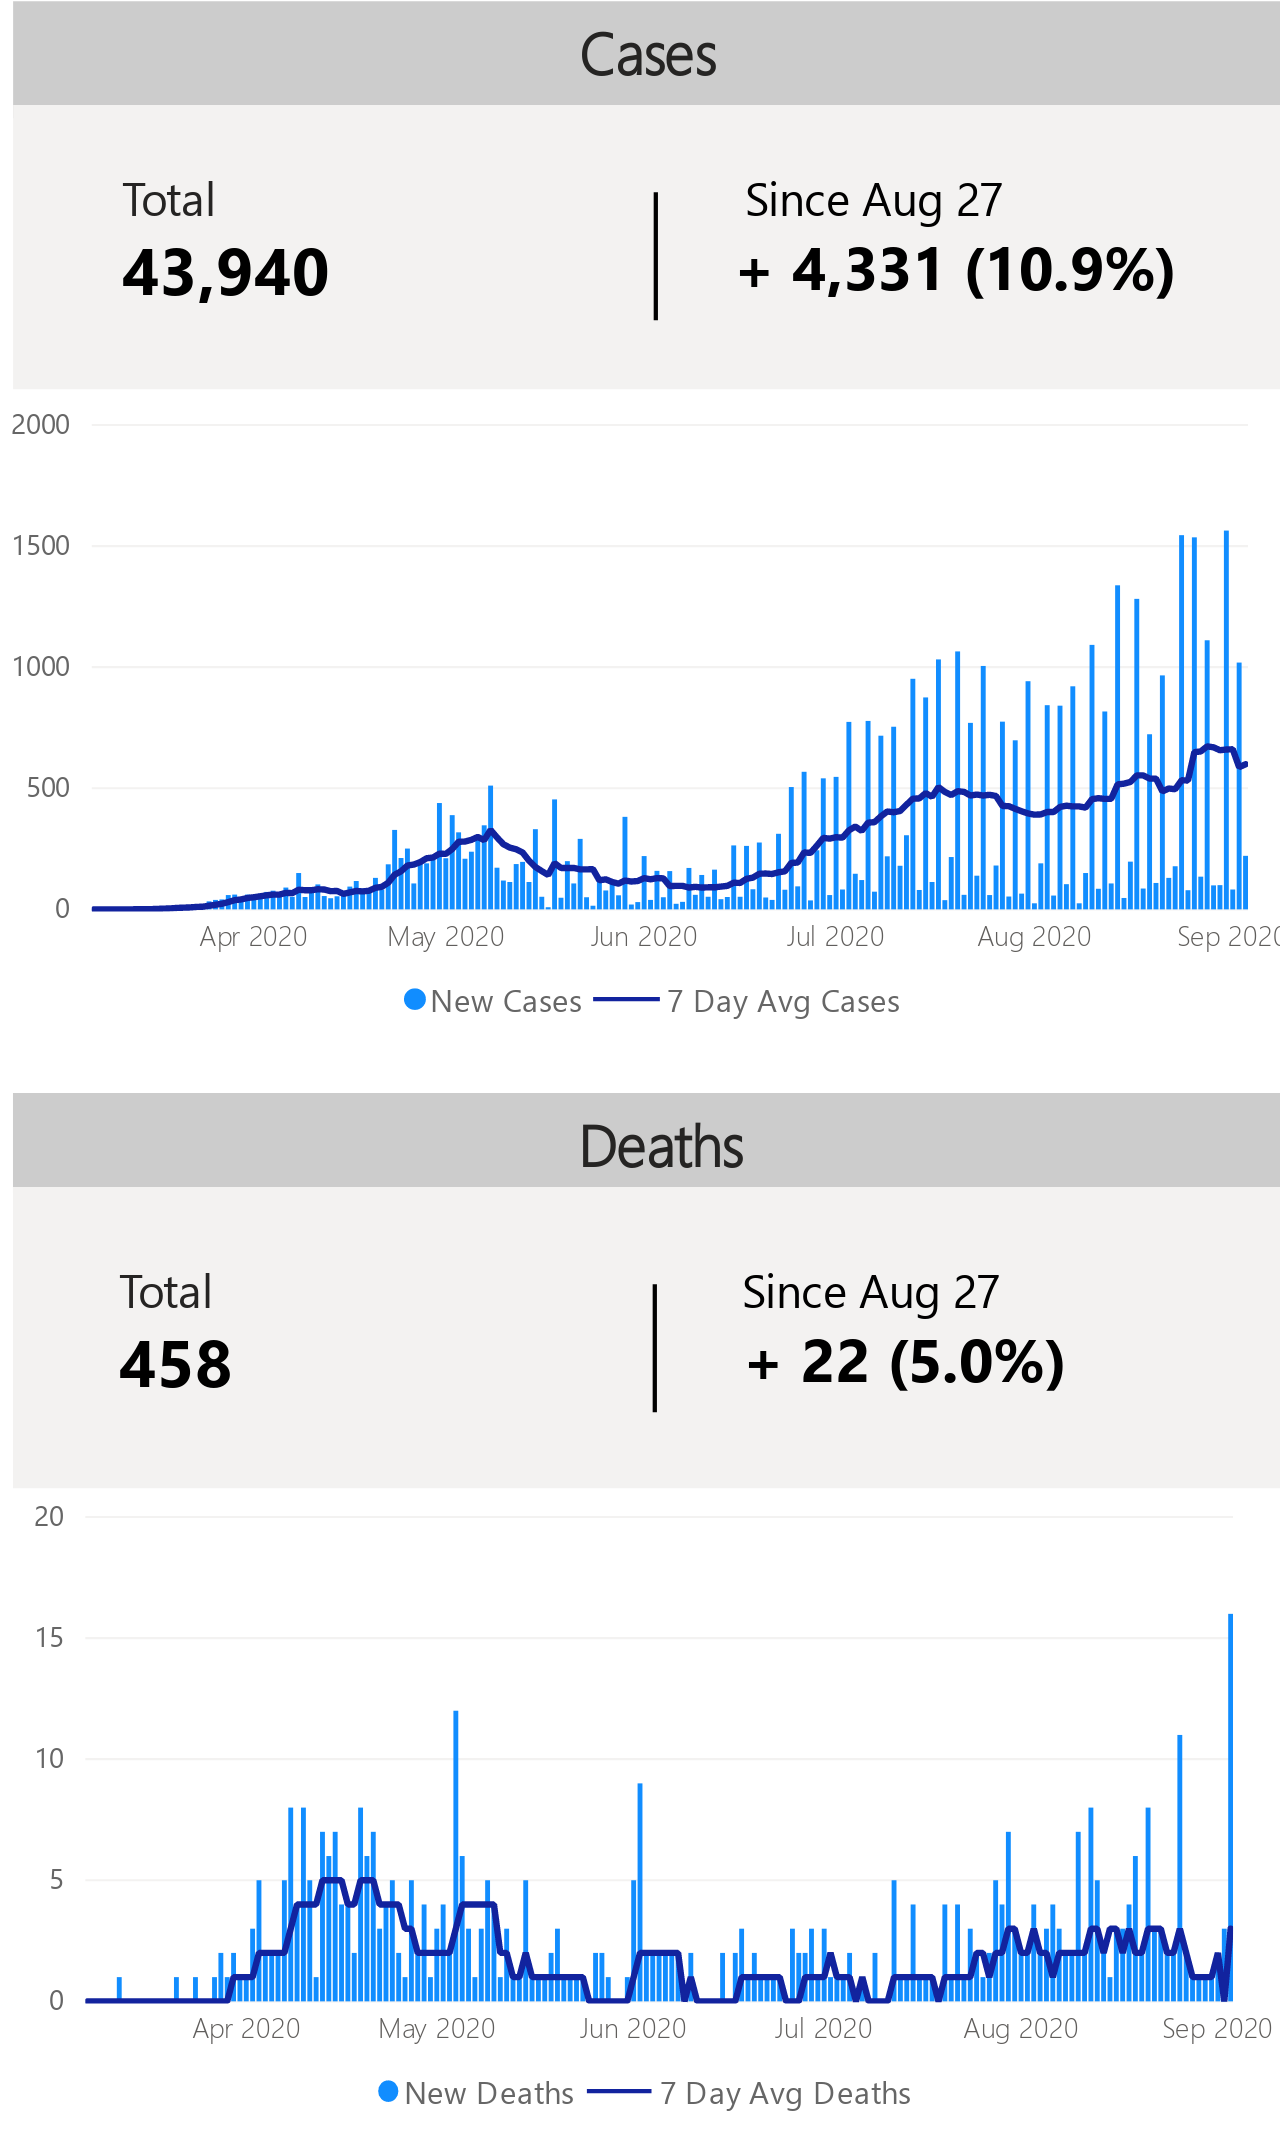 Cases
Total
Since Aug 27
43,940
+ 4,331 (10.9%)
2000
1500
1000
500
0
Apr 2020 May 2020 Jun 2020 Jul 2020 Aug 2020 Sep 2020
New Cases 7 Day Avg Cases
Deaths
Total
Since Aug 27
458
+ 22 (5.0%)
20
15
10
5
0
Apr 2020 May 2020 Jun 2020 Jul 2020 Aug 2020 Sep 2020
New Deaths 7 Day Avg Deaths